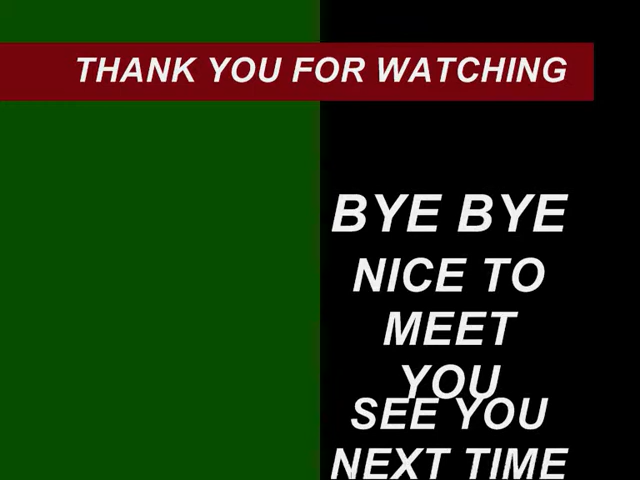 THANK YOU FOR WATCHING
BYE BYE
NICE TO
MEET
YOU
SEE YOU
NEXT TIME